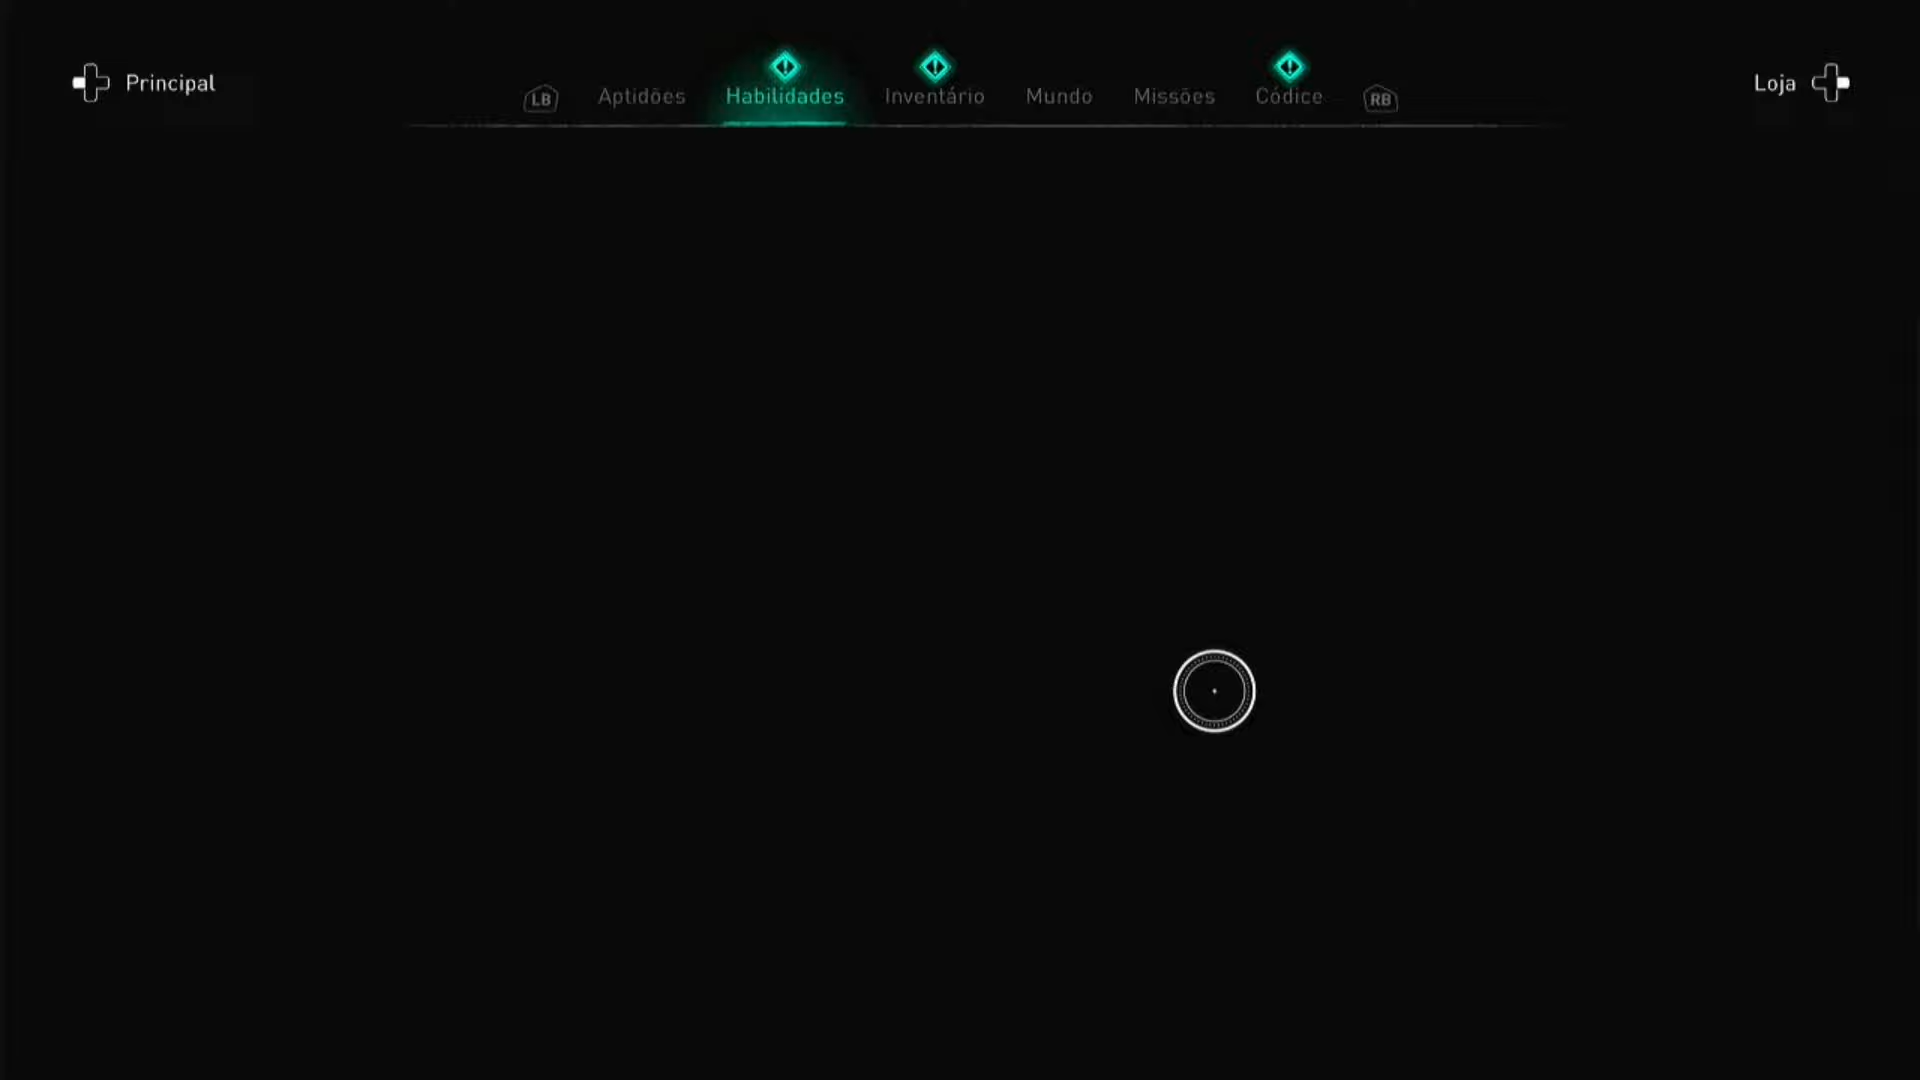 Principal
LB Aptidões Habilidades Inventário Mundo Missões Códice RB
Loja